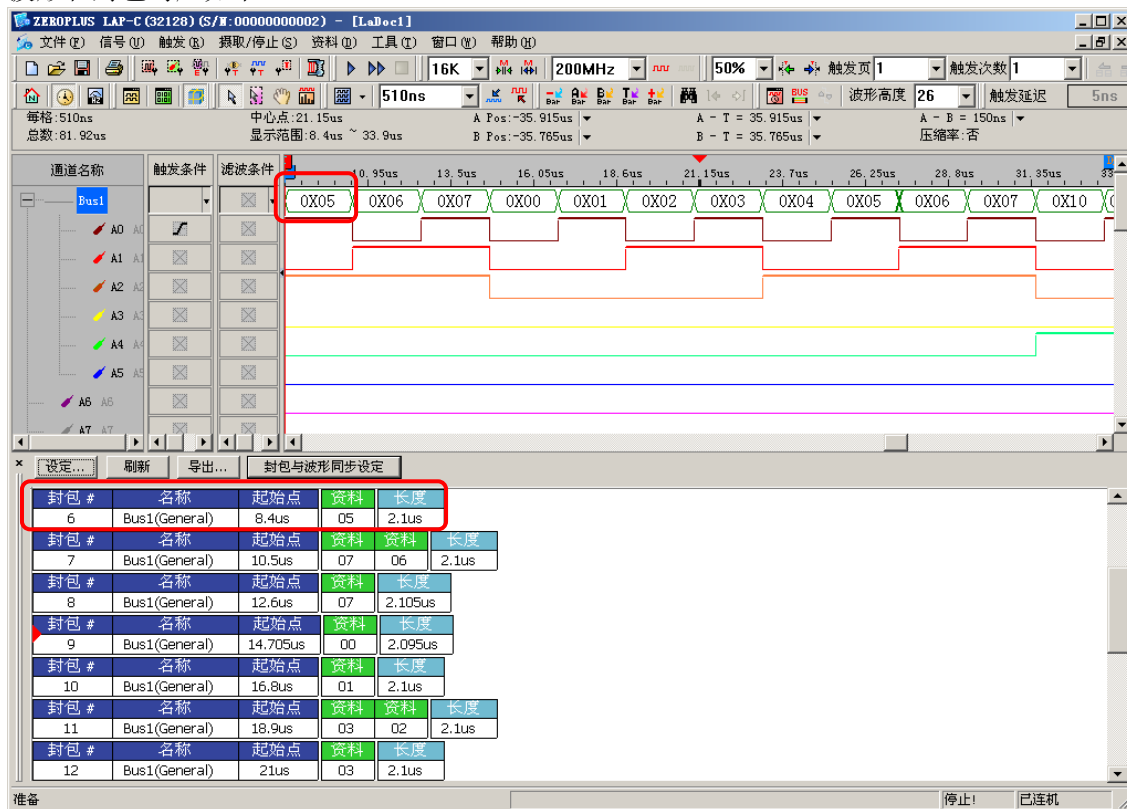 ZEROPLUS LAP-C(32128)(S/N:00000000002) - [LaDoc1]
文件(F) 信号(U) 触发(R) 摄取/停止(S) 资料(D) 工具(T) 窗口(W) 帮助(H)
16K 200MHz 50% 触发页 1 触发次数 1
510ns Bar Bar Bar Bar Bar BUS 波形高度 26 触发延迟 5ns
每格:510ns 中心点:21.15us A Pos:-35.915us A - T = 35.915us A - B = 150ns
总数:81.92us 显示范围:8.4us ~ 33.9us B Pos:-35.765us B - T = 35.765us 压缩率:否
通道名称 触发条件 滤波条件 10.95us 13.5us 16.05us 18.6us 21.15us 23.7us 26.25us 28.8us 31.35us
Bus1 0X05 0X06 0X07 0X00 0X01 0X02 0X03 0X04 0X05 0X06 0X07 0X10
A0
A1
A2
A3
A4
A5
A6 A6
A7 A7
设定... 刷新 导出... 封包与波形同步设定
封包 # 名称 起始点 资料 长度
6 Bus1(General) 8.4us 05 2.1us
封包 # 名称 起始点 资料 资料 长度
7 Bus1(General) 10.5us 07 06 2.1us
封包 # 名称 起始点 资料 长度
8 Bus1(General) 12.6us 07 2.105us
封包 # 名称 起始点 资料 长度
9 Bus1(General) 14.705us 00 2.095us
封包 # 名称 起始点 资料 长度
10 Bus1(General) 16.8us 01 2.1us
封包 # 名称 起始点 资料 资料 长度
11 Bus1(General) 18.9us 03 02 2.1us
封包 # 名称 起始点 资料 长度
12 Bus1(General) 21us 03 2.1us
准备 停止! 已连机